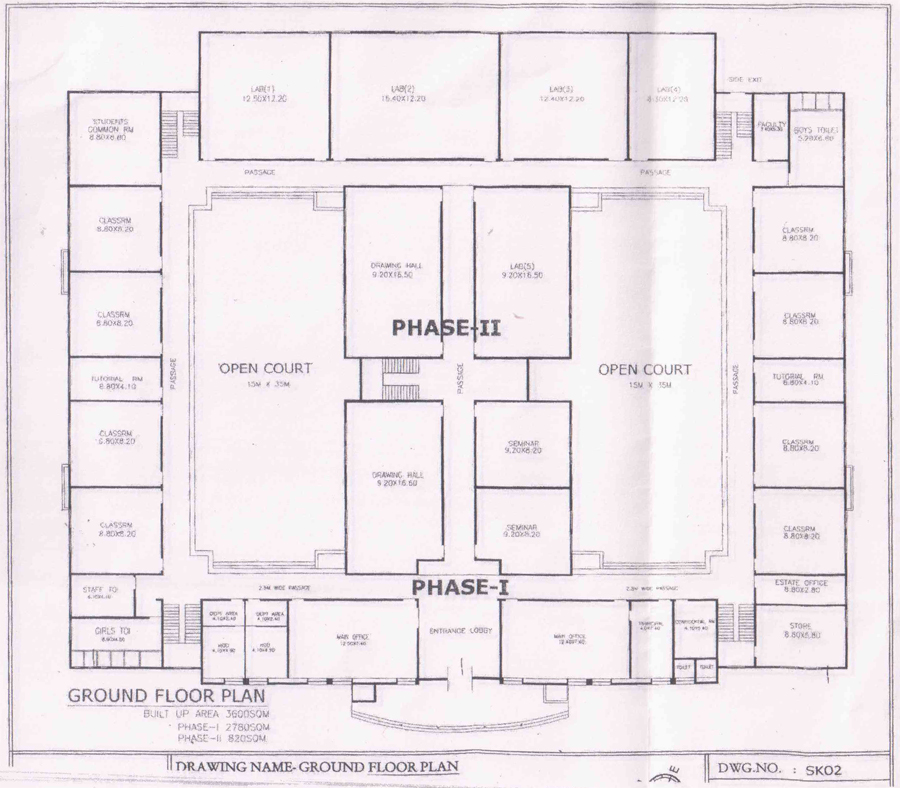 LAB(1)
12.50X12.20
LAB(2)
16.40X12.20
LAB(3)
12.40X12.20
LAB(4)
SIDE EXIT
STUDENTS
COMMON RM
8.80X8.80
FACULTY
BOYS TOILET
5.20X8.80
PASSAGE
PASSAGE
CLASSRM
8.80X8.20
DRAWING HALL
9.20X16.50
LAB(5)
9.20X16.50
CLASSRM
8.80X8.20
CLASSRM
8.80X8.20
PHASE-II
CLASSRM
8.80X8.20
OPEN COURT
15M X 35M
OPEN COURT
15M X 35M
PASSAGE
PASSAGE
PASSAGE
TUTORIAL RM
8.80X4.10
TUTORIAL RM
8.80X4.10
CLASSRM
8.80X8.20
SEMINAR
9.20X8.20
CLASSRM
8.80X8.20
DRAWING HALL
9.20X16.50
CLASSRM
8.80X8.20
SEMINAR
9.20X8.20
CLASSRM
8.80X8.20
STAFF TOI
2.5M WIDE PASSAGE
PHASE-I
2.5M WIDE PASSAGE
ESTATE OFFICE
8.80X2.80
DEPT AREA
DEPT AREA
GIRLS TOI
HOD
HOD
MAIN OFFICE
ENTRANCE LOBBY
MAIN OFFICE
PRINCIPAL
CONFIDENTIAL RM
STORE
8.80X5.80
TOILET
TOILET
GROUND FLOOR PLAN
BUILT UP AREA 3600SQM
PHASE-I 2780SQM
PHASE-II 820SQM
DRAWING NAME- GROUND FLOOR PLAN
E
DWG.NO. : SK02